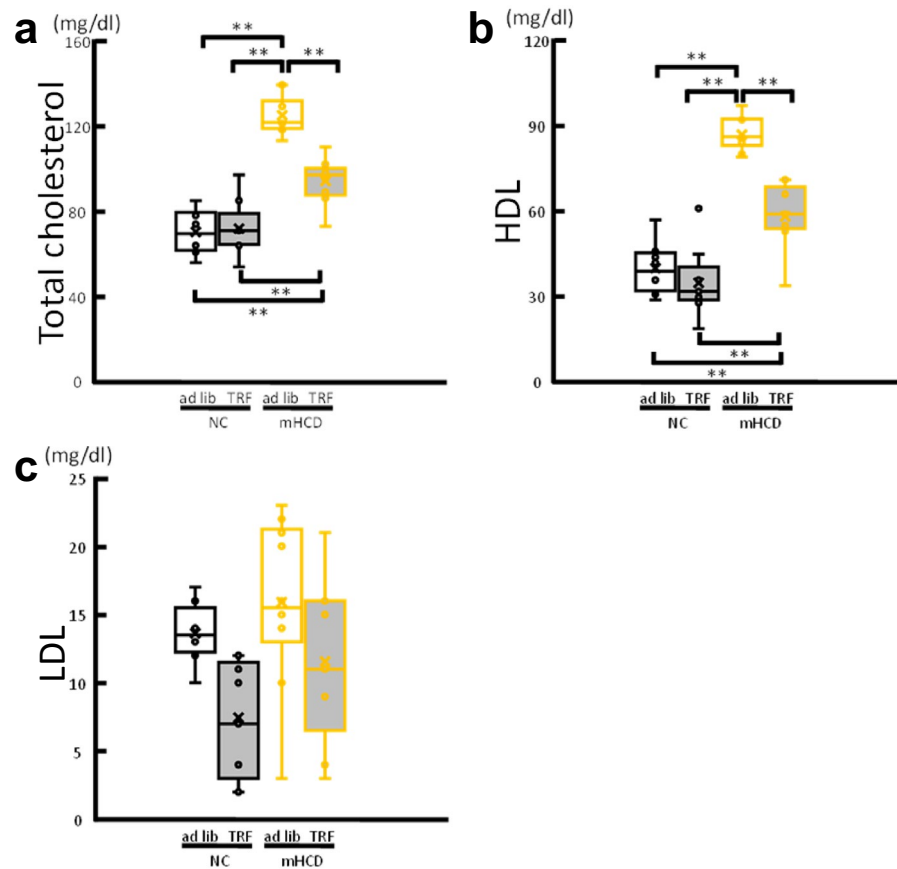 a
(mg/dl)
Total cholesterol
160
120
80
40
0
**
** **
**
**
ad lib TRF ad lib TRF
NC mHCD
b
(mg/dl)
HDL
120
90
60
30
0
**
** **
**
**
ad lib TRF ad lib TRF
NC mHCD
c
(mg/dl)
LDL
25
20
15
10
5
0
ad lib TRF ad lib TRF
NC mHCD